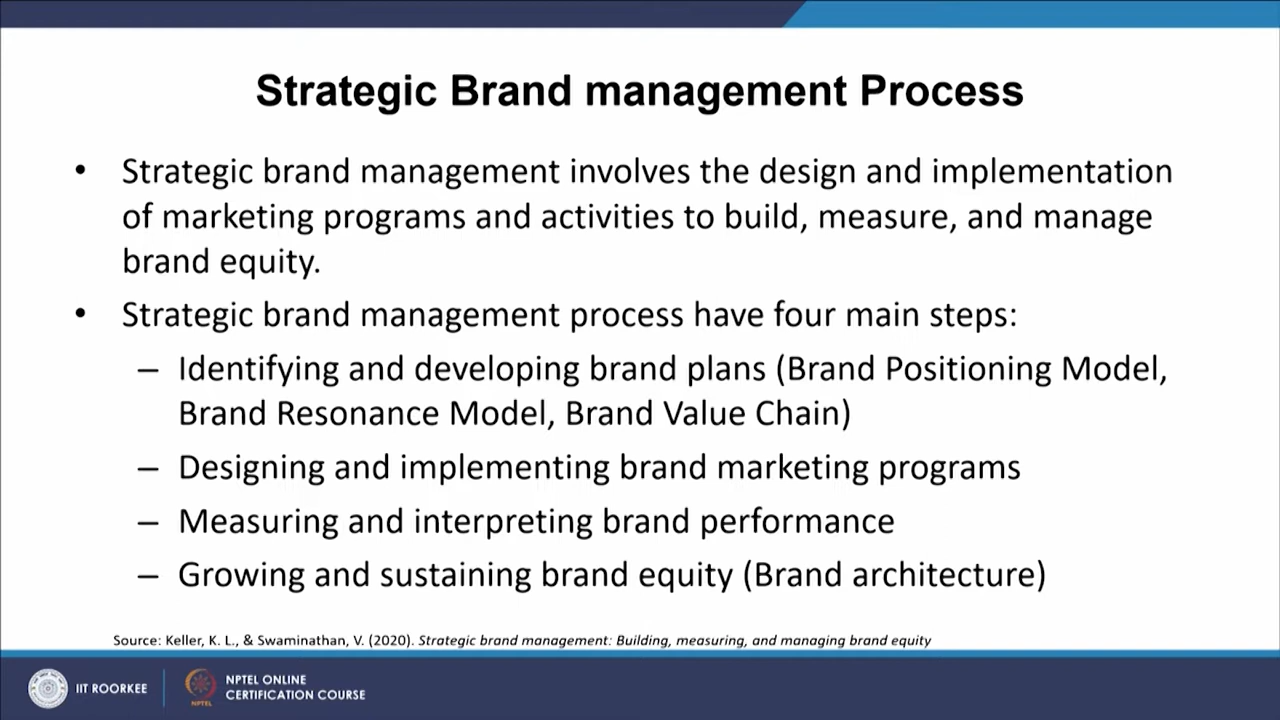 Strategic Brand management Process
• Strategic brand management involves the design and implementation
of marketing programs and activities to build, measure, and manage
brand equity.
• Strategic brand management process have four main steps:
– Identifying and developing brand plans (Brand Positioning Model,
Brand Resonance Model, Brand Value Chain)
– Designing and implementing brand marketing programs
– Measuring and interpreting brand performance
– Growing and sustaining brand equity (Brand architecture)
Source: Keller, K. L., & Swaminathan, V. (2020). Strategic brand management: Building, measuring, and managing brand equity
IIT ROORKEE
NPTEL
NPTEL ONLINE
CERTIFICATION COURSE